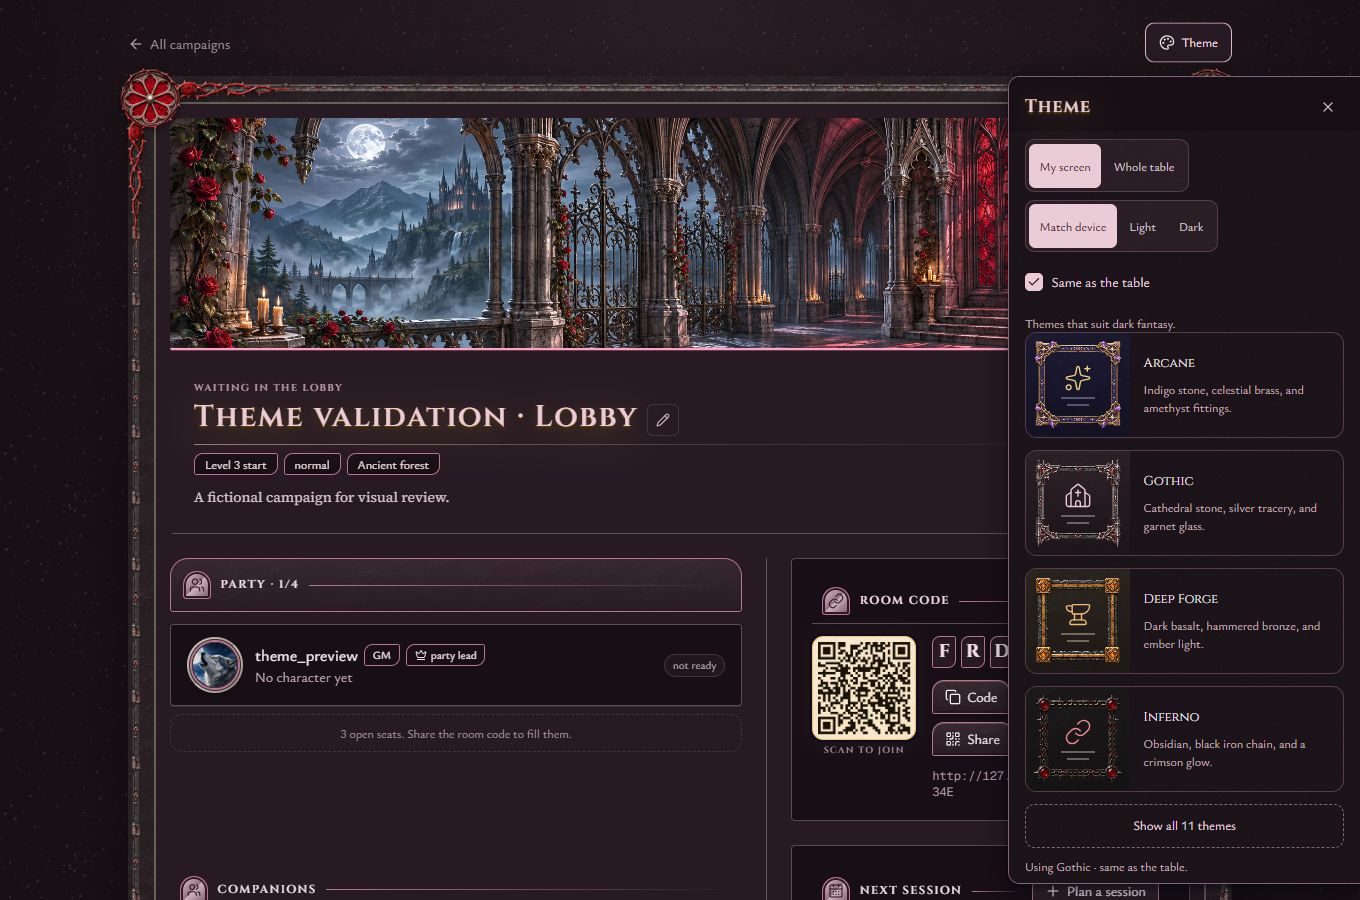 All campaigns
Theme
THEME
My screen
Whole table
Match device
Light
Dark
Same as the table
Themes that suit dark fantasy.
ARCANE
Indigo stone, celestial brass, and
amethyst fittings.
GOTHIC
Cathedral stone, silver tracery, and
garnet glass.
DEEP FORGE
Dark basalt, hammered bronze, and
ember light.
INFERNO
Obsidian, black iron chain, and a
crimson glow.
Show all 11 themes
Using Gothic · same as the table.
WAITING IN THE LOBBY
THEME VALIDATION · LOBBY
Level 3 start
normal
Ancient forest
A fictional campaign for visual review.
PARTY · 1/4
theme_preview
GM
party lead
No character yet
not ready
3 open seats. Share the room code to fill them.
COMPANIONS
ROOM CODE
F R D
Code
Share
SCAN TO JOIN
http://127.
34E
NEXT SESSION
Plan a session